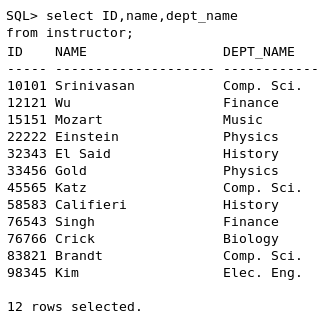 SQL> select ID,name,dept_name
from instructor;
ID    NAME                 DEPT_NAME
----- -------------------- ------------
10101 Srinivasan           Comp. Sci.
12121 Wu                   Finance
15151 Mozart               Music
22222 Einstein             Physics
32343 El Said              History
33456 Gold                 Physics
45565 Katz                 Comp. Sci.
58583 Califieri            History
76543 Singh                Finance
76766 Crick                Biology
83821 Brandt               Comp. Sci.
98345 Kim                  Elec. Eng.

12 rows selected.